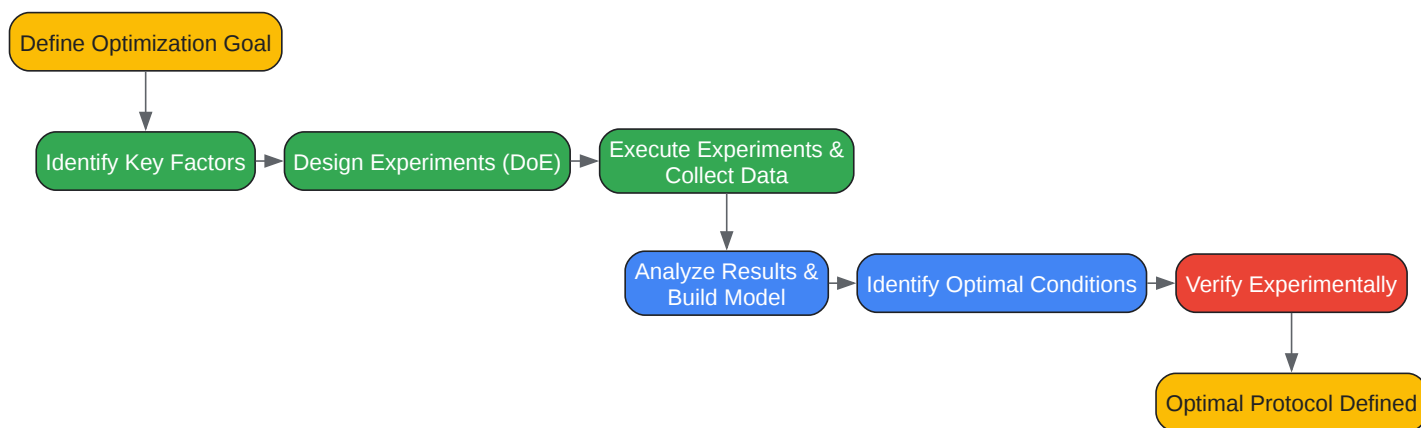 Define Optimization Goal
Identify Key Factors
Design Experiments (DoE)
Execute Experiments &
Collect Data
Analyze Results &
Build Model
Identify Optimal Conditions
Verify Experimentally
Optimal Protocol Defined